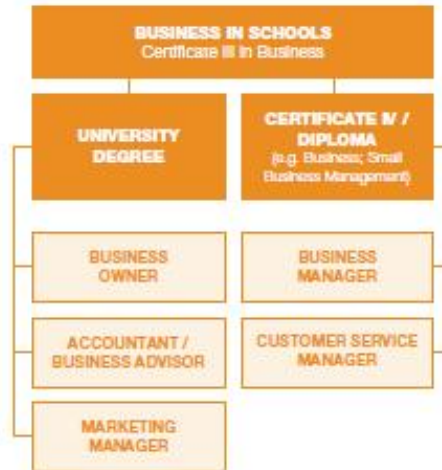 BUSINESS IN SCHOOLS
Certificate III in Business
UNIVERSITY
DEGREE
CERTIFICATE IV /
DIPLOMA
(e.g. Business; Small
Business Management)
BUSINESS
OWNER
BUSINESS
MANAGER
ACCOUNTANT /
BUSINESS ADVISOR
CUSTOMER SERVICE
MANAGER
MARKETING
MANAGER